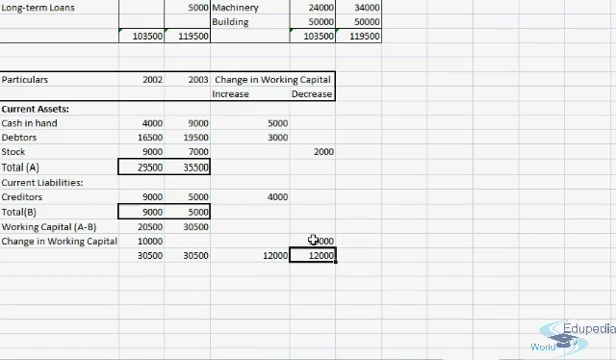 Long-term Loans 5000 Machinery 24000 34000
Building 50000 50000
103500 119500 103500 119500
Particulars 2002 2003 Change in Working Capital
Increase Decrease
Current Assets:
Cash in hand 4000 9000 5000
Debtors 16500 19500 3000
Stock 9000 7000 2000
Total (A) 29500 35500
Current Liabilities:
Creditors 9000 5000 4000
Total(B) 9000 5000
Working Capital (A-B) 20500 30500
Change in Working Capital 10000
30500 30500 12000 12000
Edupedia
World